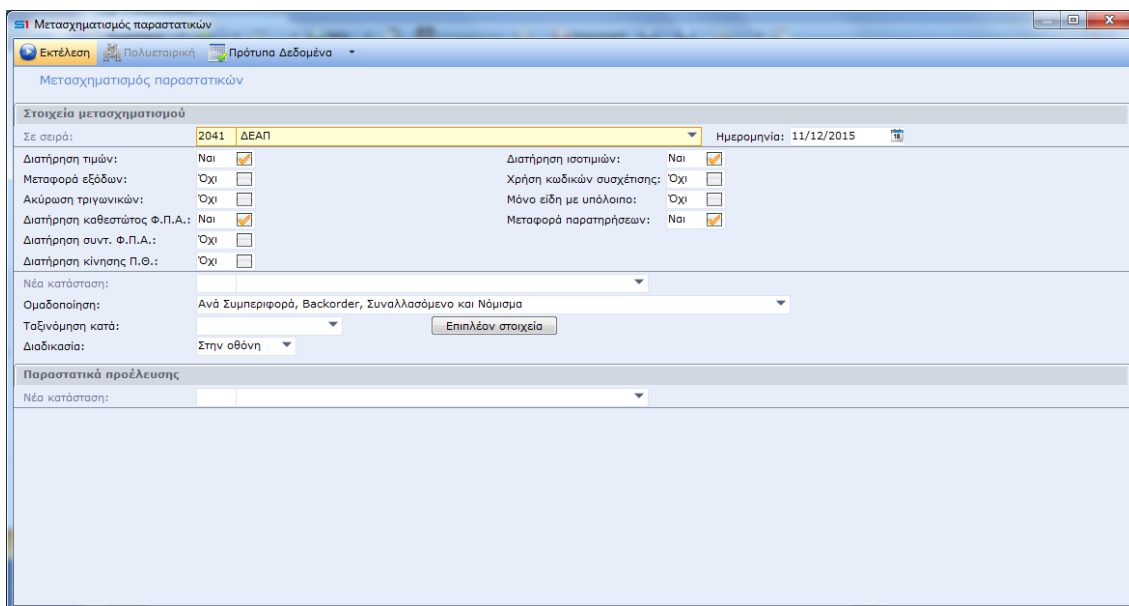 S1 Μετασχηματισμός παραστατικών
Εκτέλεση Πολυεταιρική Πρότυπα Δεδομένα
Μετασχηματισμός παραστατικών
Στοιχεία μετασχηματισμού
Σε σειρά: 2041 ΔΕΑΠ Ημερομηνία: 11/12/2015
Διατήρηση τιμών: Ναι Διατήρηση ισοτιμιών: Ναι
Μεταφορά εξόδων: Όχι Χρήση κωδικών συσχέτισης: Όχι
Ακύρωση τριγωνικών: Όχι Μόνο είδη με υπόλοιπο: Όχι
Διατήρηση καθεστώτος Φ.Π.Α.: Ναι Μεταφορά παρατηρήσεων: Ναι
Διατήρηση συντ. Φ.Π.Α.: Όχι
Διατήρηση κίνησης Π.Θ.: Όχι
Νέα κατάσταση:
Ομαδοποίηση: Ανά Συμπεριφορά, Backorder, Συναλλασόμενο και Νόμισμα
Ταξινόμηση κατά: Επιπλέον στοιχεία
Διαδικασία: Στην οθόνη
Παραστατικά προέλευσης
Νέα κατάσταση: